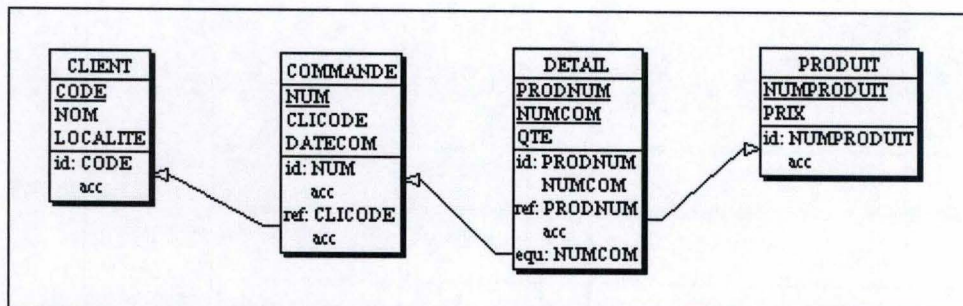 CLIENT
CODE
NOM
LOCALITE
id: CODE
acc
COMMANDE
NUM
CLICODE
DATECOM
id: NUM
acc
ref: CLICODE
acc
DETAIL
PRODNUM
NUMCOM
QTE
id: PRODNUM
NUMCOM
ref: PRODNUM
acc
equ: NUMCOM
PRODUIT
NUMPRODUIT
PRIX
id: NUMPRODUIT
acc